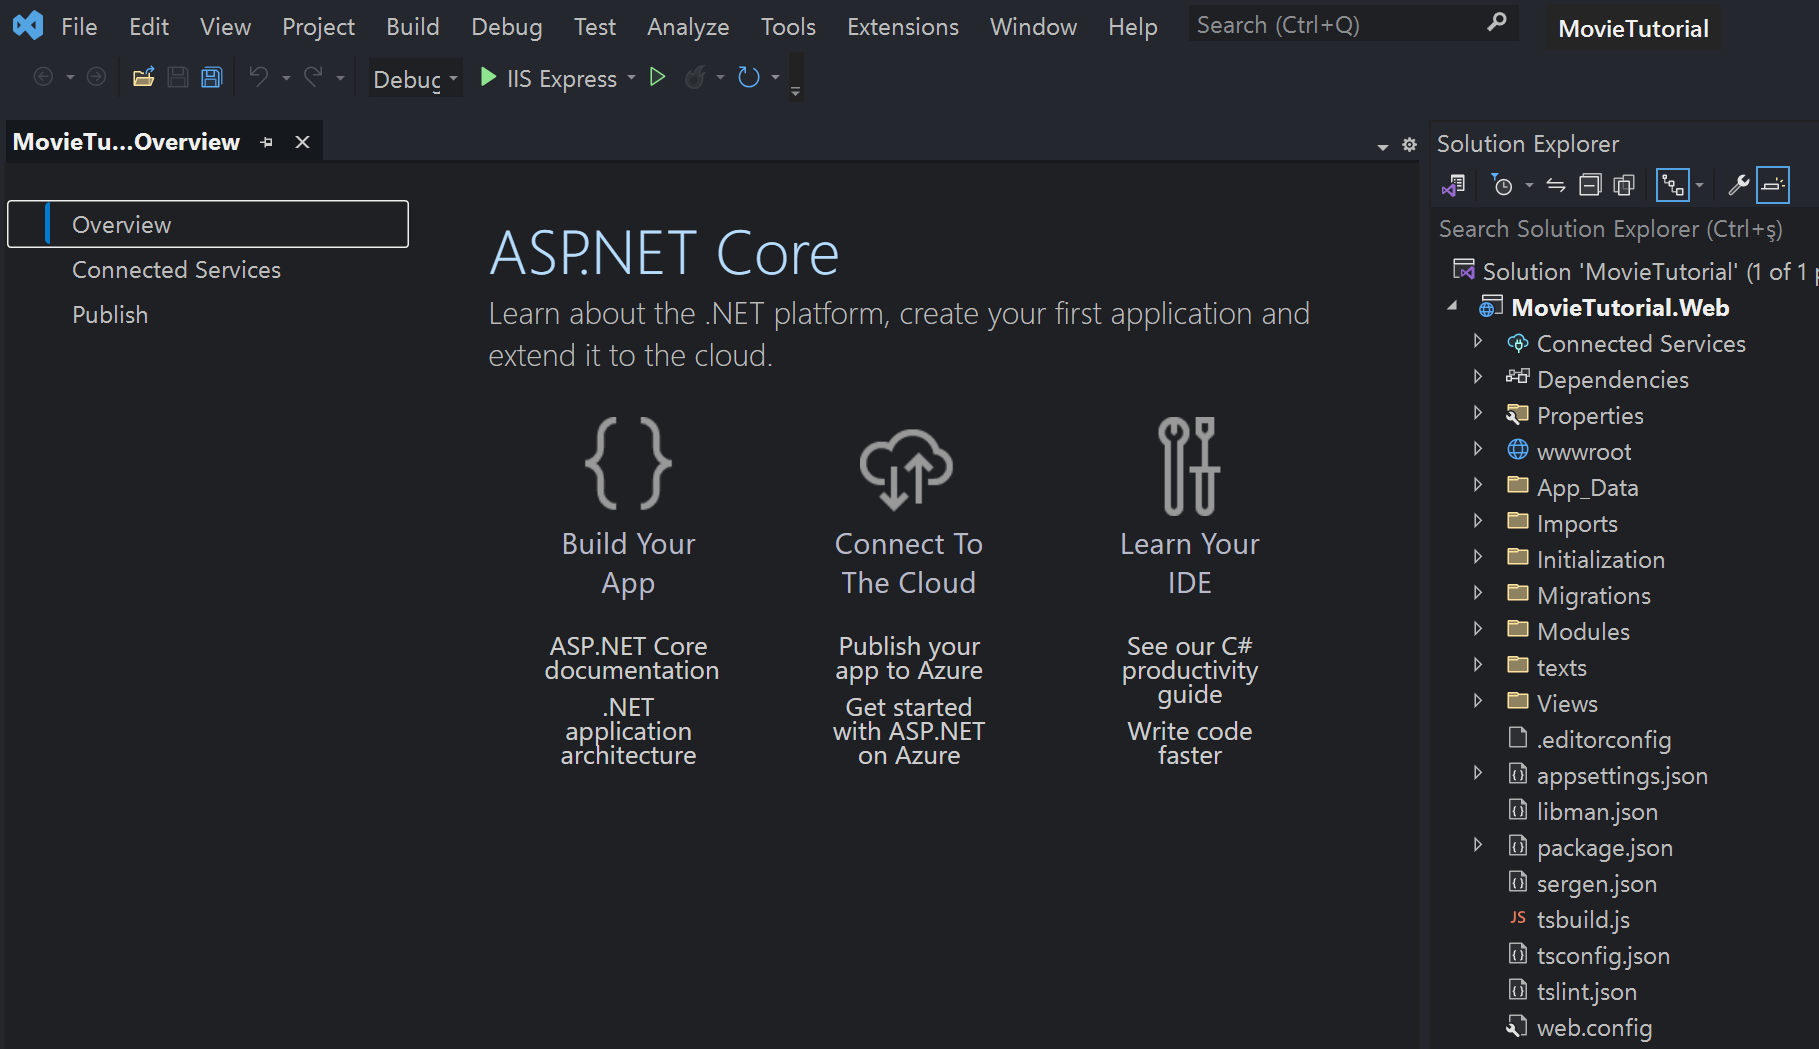 File Edit View Project Build Debug Test Analyze Tools Extensions Window Help Search (Ctrl+Q) MovieTutorial
Debug IIS Express
MovieTu...Overview
Overview
Connected Services
Publish
ASP.NET Core
Learn about the .NET platform, create your first application and
extend it to the cloud.
Build Your
App
ASP.NET Core
documentation
.NET
application
architecture
Connect To
The Cloud
Publish your
app to Azure
Get started
with ASP.NET
on Azure
Learn Your
IDE
See our C#
productivity
guide
Write code
faster
Solution Explorer
Search Solution Explorer (Ctrl+ş)
Solution 'MovieTutorial' (1 of 1
MovieTutorial.Web
Connected Services
Dependencies
Properties
wwwroot
App_Data
Imports
Initialization
Migrations
Modules
texts
Views
.editorconfig
appsettings.json
libman.json
package.json
sergen.json
JS tsbuild.js
tsconfig.json
tslint.json
web.config